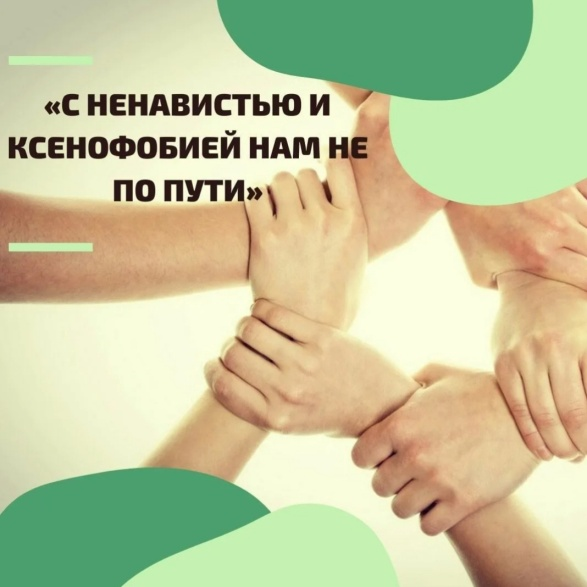 «С НЕНАВИСТЬЮ И
КСЕНОФОБИЕЙ НАМ НЕ
ПО ПУТИ»